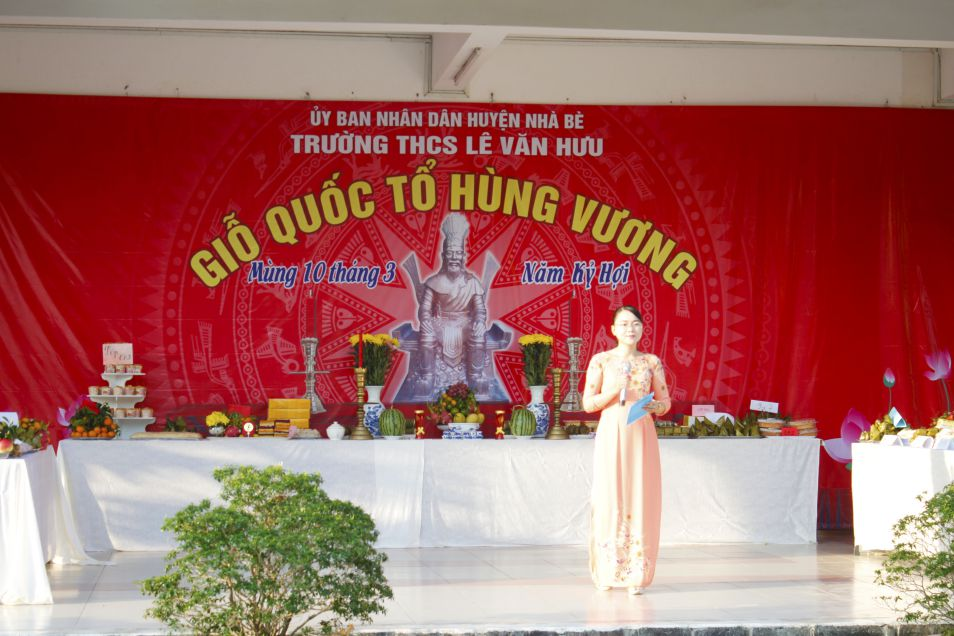 ỦY BAN NHÂN DÂN HUYỆN NHÀ BÈ
TRƯỜNG THCS LÊ VĂN HƯU
GIỖ QUỐC TỔ HÙNG VƯƠNG
Mùng 10 tháng 3 Năm Kỷ Hợi